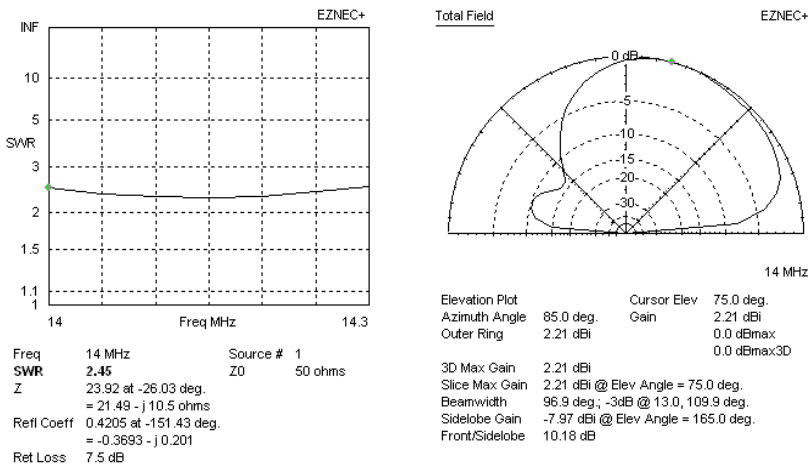 EZNEC+
INF
10
5
SWR
3
2
1.5
1.1
1
14
Freq MHz
14.3
Freq 14 MHz Source # 1
SWR 2.45 Z0 50 ohms
Z 23.92 at -26.03 deg.
= 21.49 - j 10.5 ohms
Refl Coeff 0.4205 at -151.43 deg.
= -0.3693 - j 0.201
Ret Loss 7.5 dB
Total Field EZNEC+
0 dB
-5
-10
-15
-20
-30
14 MHz
Elevation Plot Cursor Elev 75.0 deg.
Azimuth Angle 85.0 deg. Gain 2.21 dBi
Outer Ring 2.21 dBi 0.0 dBmax
0.0 dBmax3D
3D Max Gain 2.21 dBi
Slice Max Gain 2.21 dBi @ Elev Angle = 75.0 deg.
Beamwidth 96.9 deg.; -3dB @ 13.0, 109.9 deg.
Sidelobe Gain -7.97 dBi @ Elev Angle = 165.0 deg.
Front/Sidelobe 10.18 dB